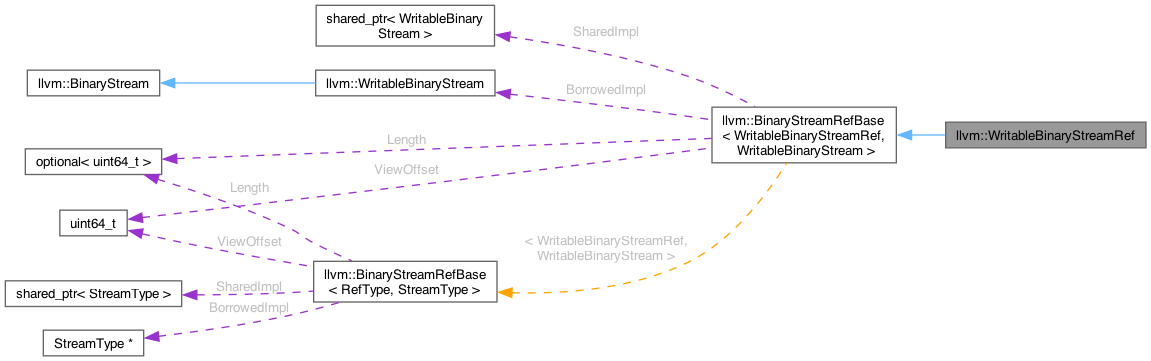 shared_ptr< WritableBinary
Stream >
SharedImpl
llvm::BinaryStream
llvm::WritableBinaryStream
BorrowedImpl
llvm::BinaryStreamRefBase
< WritableBinaryStreamRef,
WritableBinaryStream >
llvm::WritableBinaryStreamRef
Length
optional< uint64_t >
ViewOffset
Length
uint64_t
ViewOffset
< WritableBinaryStreamRef,
WritableBinaryStream >
llvm::BinaryStreamRefBase
< RefType, StreamType >
SharedImpl
shared_ptr< StreamType >
BorrowedImpl
StreamType *